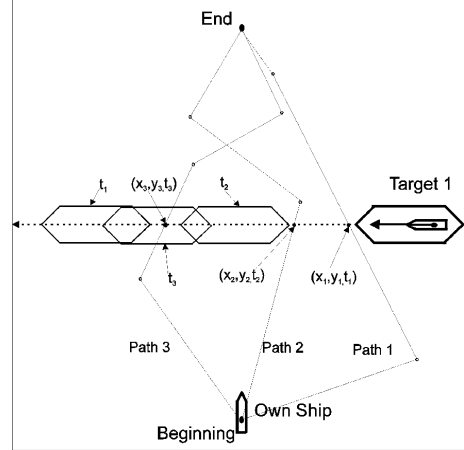 End
t1
(x3,y3,t3)
t2
Target 1
t3
(x2,y2,t2)
(x1,y1,t1)
Path 3
Path 2
Path 1
Own Ship
Beginning